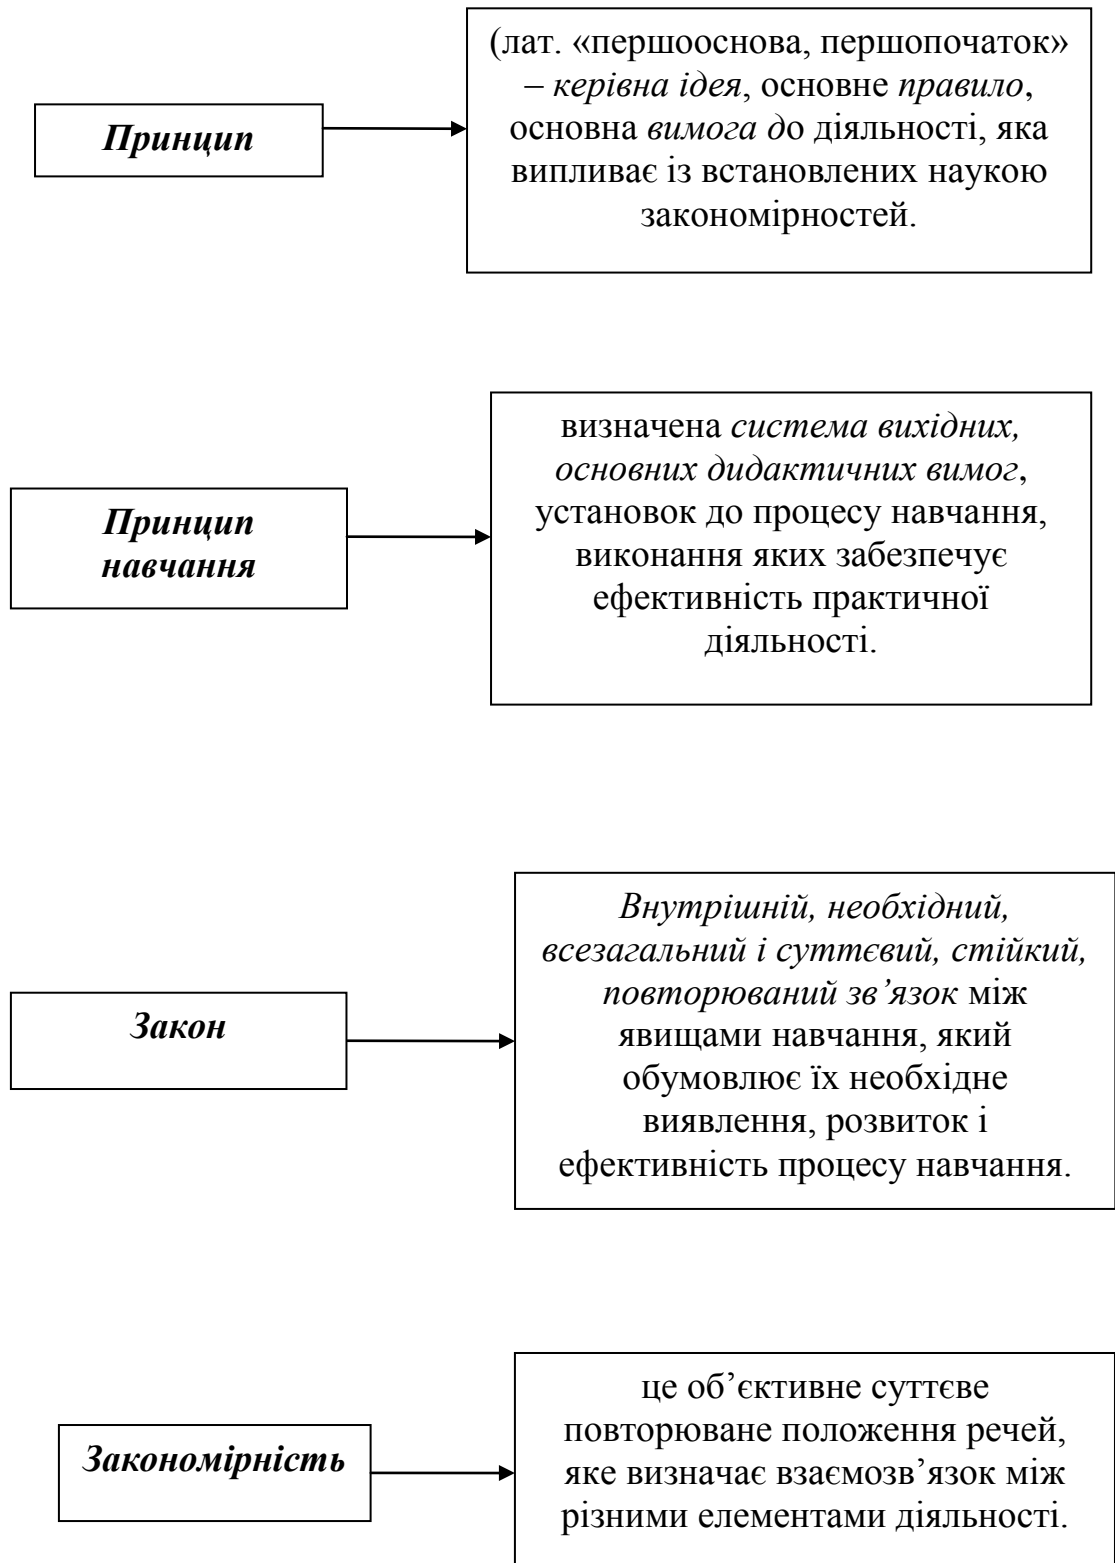 Принцип
(лат. «першооснова, першопочаток»
– керівна ідея, основне правило,
основна вимога до діяльності, яка
випливає із встановлених наукою
закономірностей.
Принцип
навчання
визначена система вихідних,
основних дидактичних вимог,
установок до процесу навчання,
виконання яких забезпечує
ефективність практичної
діяльності.
Закон
Внутрішній, необхідний,
всезагальний і суттєвий, стійкий,
повторюваний зв’язок між
явищами навчання, який
обумовлює їх необхідне
виявлення, розвиток і
ефективність процесу навчання.
Закономірність
це об’єктивне суттєве
повторюване положення речей,
яке визначає взаємозв’язок між
різними елементами діяльності.